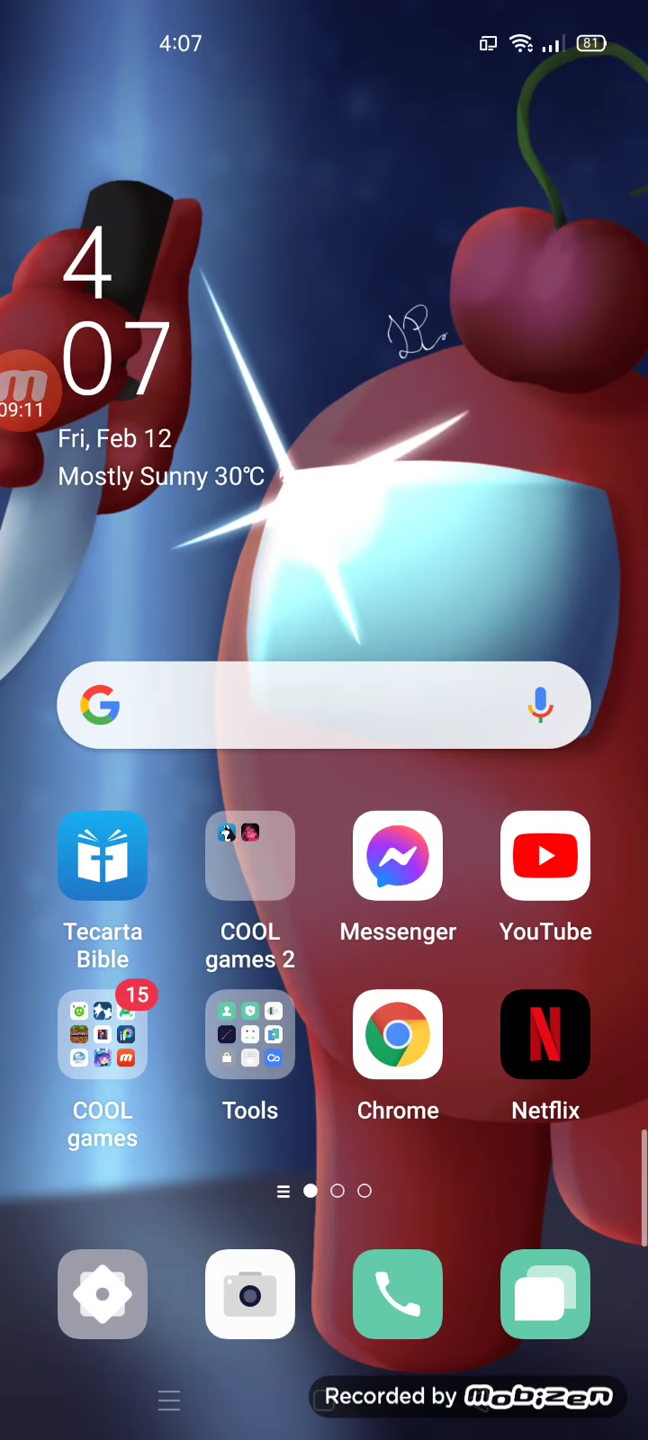 4:07
81
4
07
09:11
Fri, Feb 12
Mostly Sunny 30℃
Tecarta
Bible
COOL
games 2
Messenger
YouTube
15
COOL
games
Tools
Chrome
Netflix
Recorded by mobizen